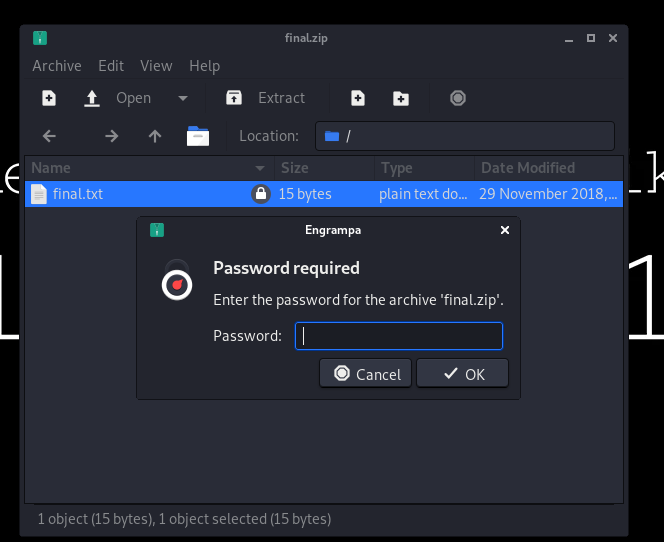 final.zip
Archive Edit View Help
Open Extract
Location: /
Name Size Type Date Modified
final.txt 15 bytes plain text do... 29 November 2018,...
Engrampa
Password required
Enter the password for the archive 'final.zip'.
Password:
Cancel OK
1 object (15 bytes), 1 object selected (15 bytes)